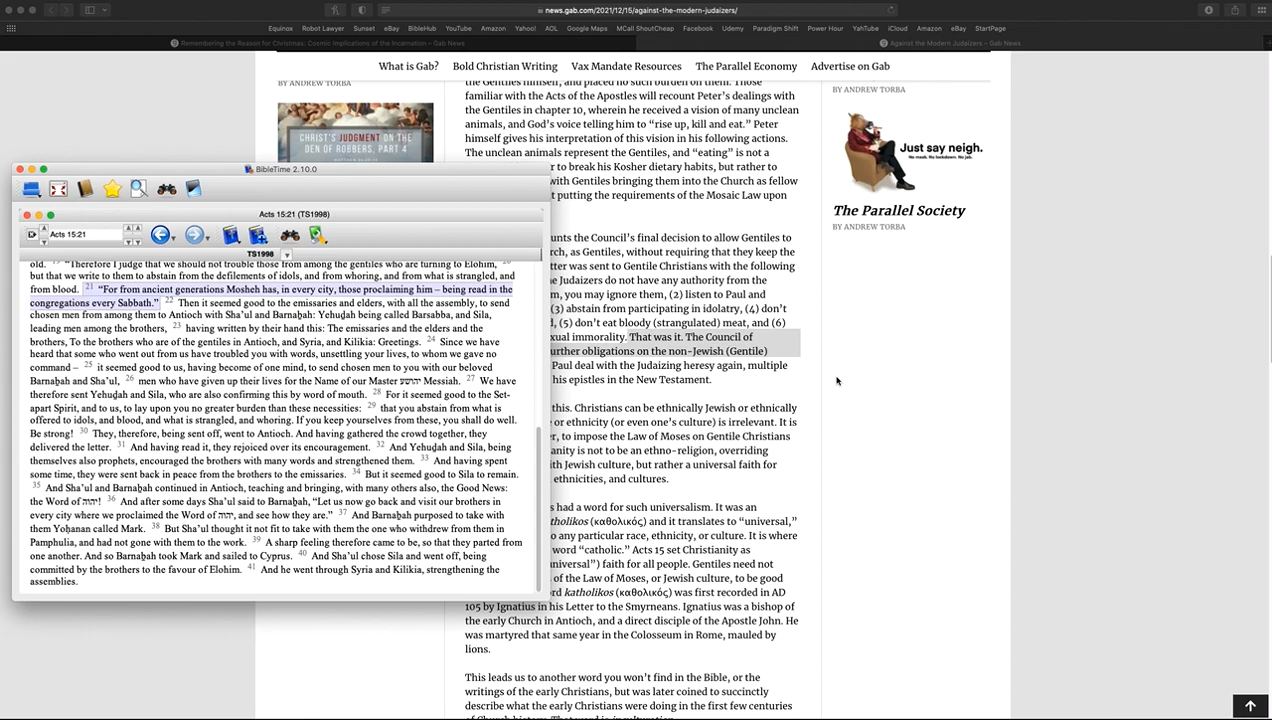 news.gab.com/2021/12/15/against-the-modern-judaizers/
Equinox Robot Lawyer Sunset eBay BibleHub YouTube Amazon Yahoo! AOL Google Maps MCall ShoutCheap Facebook Udemy Paradigm Shift Power Hour YahTube iCloud Amazon eBay StartPage
Remembering the Reason for Christmas: Cosmic Implications of the Incarnation – Gab News
Against the Modern Judaizers – Gab News
What is Gab? Bold Christian Writing Vax Mandate Resources The Parallel Economy Advertise on Gab
BY ANDREW TORBA
CHRIST'S JUDGMENT ON THE
DEN OF ROBBERS: PART 4
the Gentiles himself, and placed no such burden on them. Those
familiar with the Acts of the Apostles will recount Peter's dealings with
the Gentiles in chapter 10, wherein he received a vision of many unclean
animals, and God's voice telling him to “rise up, kill and eat.” Peter
himself gives his interpretation of this vision in his following actions.
The unclean animals represent the Gentiles, and “eating” is not a
er to break his Kosher dietary habits, but rather to
with Gentiles bringing them into the Church as fellow
t putting the requirements of the Mosaic Law upon
unts the Council's final decision to allow Gentiles to
rch, as Gentiles, without requiring that they keep the
tter was sent to Gentile Christians with the following
e Judaizers do not have any authority from the
m, you may ignore them, (2) listen to Paul and
(3) abstain from participating in idolatry, (4) don't
d, (5) don't eat bloody (strangulated) meat, and (6)
xual immorality. That was it. The Council of
urther obligations on the non-Jewish (Gentile)
Paul deal with the Judaizing heresy again, multiple
his epistles in the New Testament.
this. Christians can be ethnically Jewish or ethnically
or ethnicity (or even one's culture) is irrelevant. It is
r, to impose the Law of Moses on Gentile Christians
anity is not to be an ethno-religion, overriding
ith Jewish culture, but rather a universal faith for
ethnicities, and cultures.
s had a word for such universalism. It was an
tholikos (καθολικός) and it translates to “universal,”
o any particular race, ethnicity, or culture. It is where
word “catholic.” Acts 15 set Christianity as
niversal”) faith for all people. Gentiles need not
of the Law of Moses, or Jewish culture, to be good
rd katholikos (καθολικός) was first recorded in AD
105 by Ignatius in his Letter to the Smyrneans. Ignatius was a bishop of
the early Church in Antioch, and a direct disciple of the Apostle John. He
was martyred that same year in the Colosseum in Rome, mauled by
lions.
This leads us to another word you won't find in the Bible, or the
writings of the early Christians, but was later coined to succinctly
describe what the early Christians were doing in the first few centuries
of Church history. That word is inculturation.
BY ANDREW TORBA
Just say neigh.
No mask. No lockdown. No jab.
The Parallel Society
BY ANDREW TORBA
BibleTime 2.10.0
Acts 15:21 (TS1998)
Acts 15:21
TS1998
old. 19 “Therefore I judge that we should not trouble those from among the gentiles who are turning to Elohim, 20
but that we write to them to abstain from the defilements of idols, and from whoring, and from what is strangled, and
from blood. 21 “For from ancient generations Mosheh has, in every city, those proclaiming him – being read in the
congregations every Sabbath.” 22 Then it seemed good to the emissaries and elders, with all the assembly, to send
chosen men from among them to Antioch with Sha'ul and Barnaḇah: Yehuḏah being called Barsabba, and Sila,
leading men among the brothers, 23 having written by their hand this: The emissaries and the elders and the
brothers, To the brothers who are of the gentiles in Antioch, and Syria, and Kilikia: Greetings. 24 Since we have
heard that some who went out from us have troubled you with words, unsettling your lives, to whom we gave no
command – 25 it seemed good to us, having become of one mind, to send chosen men to you with our beloved
Barnaḇah and Sha'ul, 26 men who have given up their lives for the Name of our Master יהושע Messiah. 27 We have
therefore sent Yehuḏah and Sila, who are also confirming this by word of mouth. 28 For it seemed good to the Set-
apart Spirit, and to us, to lay upon you no greater burden than these necessities: 29 that you abstain from what is
offered to idols, and blood, and what is strangled, and whoring. If you keep yourselves from these, you shall do well.
Be strong! 30 They, therefore, being sent off, went to Antioch. And having gathered the crowd together, they
delivered the letter. 31 And having read it, they rejoiced over its encouragement. 32 And Yehuḏah and Sila, being
themselves also prophets, encouraged the brothers with many words and strengthened them. 33 And having spent
some time, they were sent back in peace from the brothers to the emissaries. 34 But it seemed good to Sila to remain.
35 And Sha'ul and Barnaḇah continued in Antioch, teaching and bringing, with many others also, the Good News:
the Word of יהוה! 36 And after some days Sha'ul said to Barnaḇah, “Let us now go back and visit our brothers in
every city where we proclaimed the Word of יהוה, and see how they are.” 37 And Barnaḇah purposed to take with
them Yoḥanan called Mark. 38 But Sha'ul thought it not fit to take with them the one who withdrew from them in
Pamphulia, and had not gone with them to the work. 39 A sharp feeling therefore came to be, so that they parted from
one another. And so Barnaḇah took Mark and sailed to Cyprus. 40 And Sha'ul chose Sila and went off, being
committed by the brothers to the favour of Elohim. 41 And he went through Syria and Kilikia, strengthening the
assemblies.